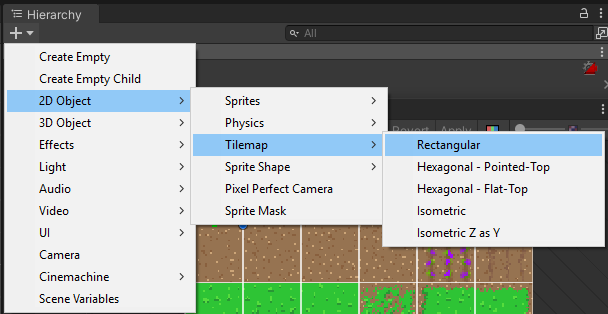 Hierarchy
All
Create Empty
Create Empty Child
2D Object
3D Object
Effects
Light
Audio
Video
UI
Camera
Cinemachine
Scene Variables
Sprites
Physics
Tilemap
Sprite Shape
Pixel Perfect Camera
Sprite Mask
Revert Apply
Rectangular
Hexagonal - Pointed-Top
Hexagonal - Flat-Top
Isometric
Isometric Z as Y